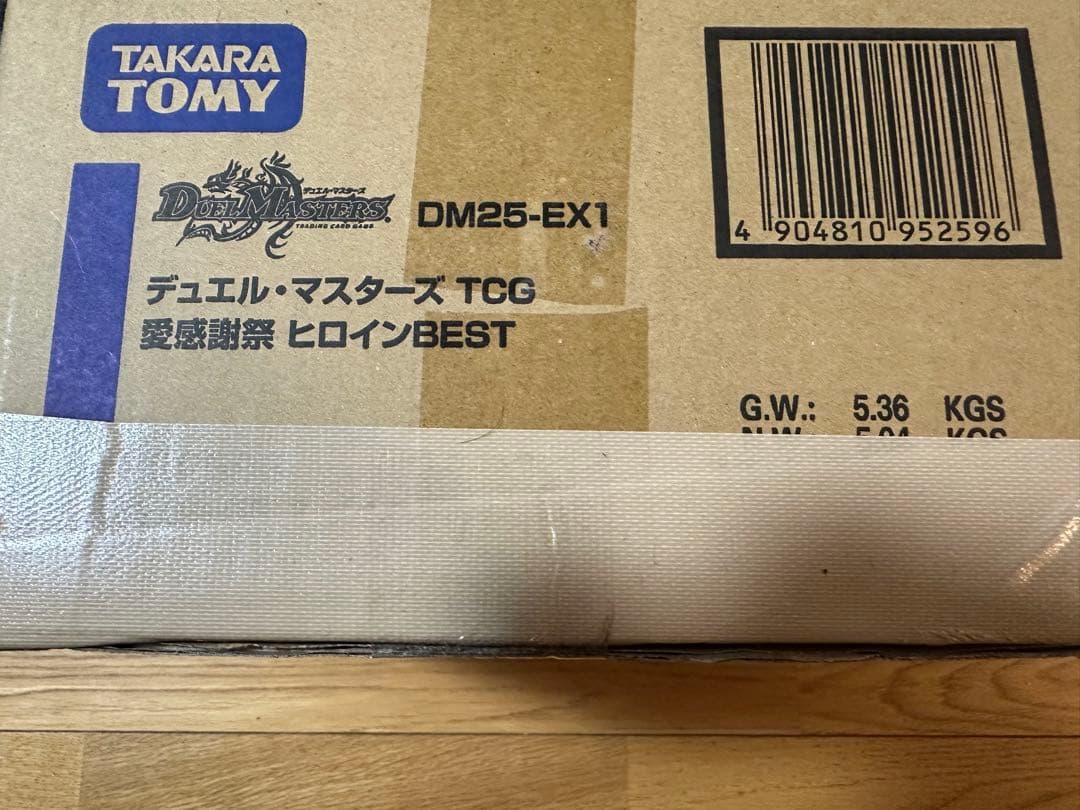 TAKARA
TOMY
デュエル・マスターズ
DUEL MASTERS
TRADING CARD GAME
DM25-EX1
デュエル・マスターズ TCG
愛感謝祭 ヒロインBEST
4 904810 952596
G.W.: 5.36 KGS